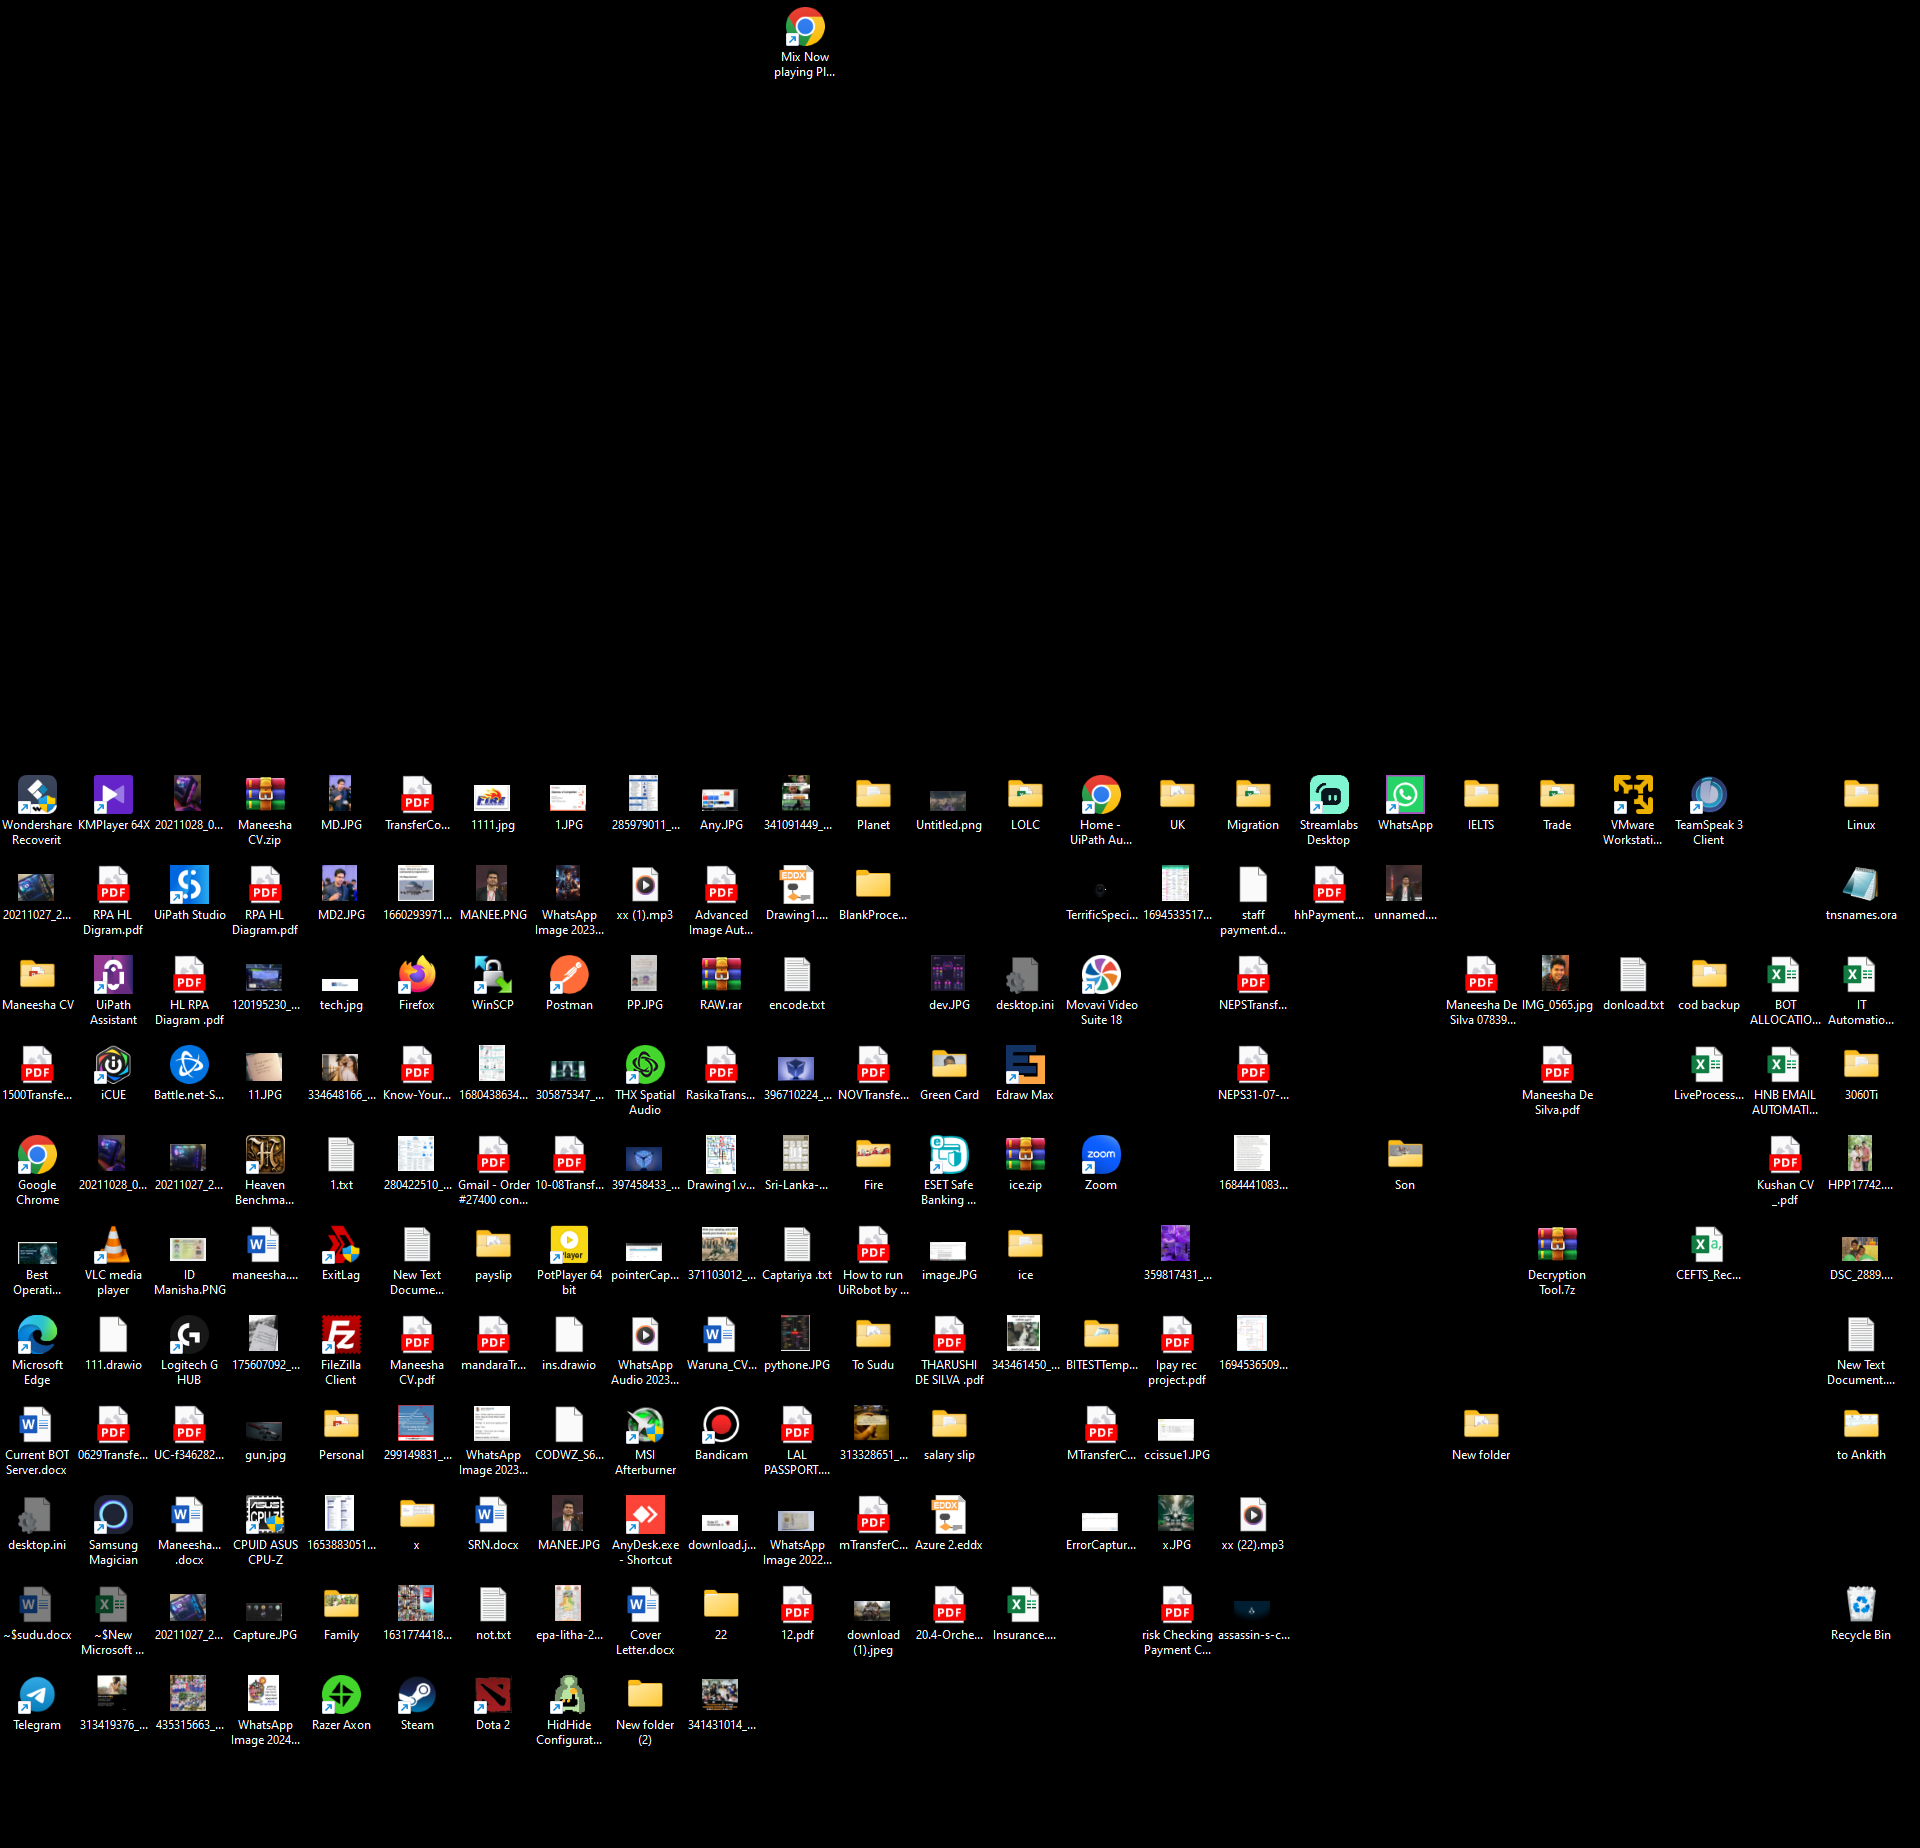 Mix Now
playing Pl...
Wondershare
Recoverit
KMPlayer 64X
20211028_0...
Maneesha
CV.zip
MD.JPG
TransferCo...
1111.jpg
1.JPG
285979011_...
Any.JPG
341091449_...
Planet
Untitled.png
LOLC
Home -
UiPath Au...
UK
Migration
Streamlabs
Desktop
WhatsApp
IELTS
Trade
VMware
Workstati...
TeamSpeak 3
Client
Linux
20211027_2...
RPA HL
Digram.pdf
UiPath Studio
RPA HL
Diagram.pdf
MD2.JPG
1660293971...
MANEE.PNG
WhatsApp
Image 2023...
xx (1).mp3
Advanced
Image Aut...
Drawing1....
BlankProce...
TerrificSpeci...
1694533517...
staff
payment.d...
hhPayment...
unnamed....
tnsnames.ora
Maneesha CV
UiPath
Assistant
HL RPA
Diagram .pdf
120195230_...
tech.jpg
Firefox
WinSCP
Postman
PP.JPG
RAW.rar
encode.txt
dev.JPG
desktop.ini
Movavi Video
Suite 18
NEPSTransf...
Maneesha De
Silva 07839...
IMG_0565.jpg
donload.txt
cod backup
BOT
ALLOCATIO...
IT
Automatio...
1500Transfe...
iCUE
Battle.net-S...
11.JPG
334648166_...
Know-Your...
1680438634...
305875347_...
THX Spatial
Audio
RasikaTrans...
396710224_...
NOVTransfe...
Green Card
Edraw Max
NEPS31-07-...
Maneesha De
Silva.pdf
LiveProcess...
HNB EMAIL
AUTOMATI...
3060Ti
Google
Chrome
20211028_0...
20211027_2...
Heaven
Benchma...
1.txt
280422510_...
Gmail - Order
#27400 con...
10-08Transf...
397458433_...
Drawing1.v...
Sri-Lanka-...
Fire
ESET Safe
Banking ...
ice.zip
Zoom
1684441083...
Son
Kushan CV
_.pdf
HPP17742....
Best
Operati...
VLC media
player
ID
Manisha.PNG
maneesha....
ExitLag
New Text
Docume...
payslip
PotPlayer 64
bit
pointerCap...
371103012_...
Captariya .txt
How to run
UiRobot by ...
image.JPG
ice
359817431_...
Decryption
Tool.7z
CEFTS_Rec...
DSC_2889....
Microsoft
Edge
111.drawio
Logitech G
HUB
175607092_...
FileZilla
Client
Maneesha
CV.pdf
mandaraTr...
ins.drawio
WhatsApp
Audio 2023...
Waruna_CV...
pythone.JPG
To Sudu
THARUSHI
DE SILVA .pdf
343461450_...
BITESTTemp...
Ipay rec
project.pdf
1694536509...
New Text
Document....
Current BOT
Server.docx
0629Transfe...
UC-f346282...
gun.jpg
Personal
299149831_...
WhatsApp
Image 2023...
CODWZ_S6...
MSI
Afterburner
Bandicam
LAL
PASSPORT....
313328651_...
salary slip
MTransferC...
ccissue1.JPG
New folder
to Ankith
desktop.ini
Samsung
Magician
Maneesha...
.docx
CPUID ASUS
CPU-Z
1653883051...
x
SRN.docx
MANEE.JPG
AnyDesk.exe
- Shortcut
download.j...
WhatsApp
Image 2022...
mTransferC...
Azure 2.eddx
ErrorCaptur...
x.JPG
xx (22).mp3
~$sudu.docx
~$New
Microsoft ...
20211027_2...
Capture.JPG
Family
1631774418...
not.txt
epa-litha-2...
Cover
Letter.docx
22
12.pdf
download
(1).jpeg
20.4-Orche...
Insurance....
risk Checking
Payment C...
assassin-s-c...
Recycle Bin
Telegram
313419376_...
435315663_...
WhatsApp
Image 2024...
Razer Axon
Steam
Dota 2
HidHide
Configurat...
New folder
(2)
341431014_...